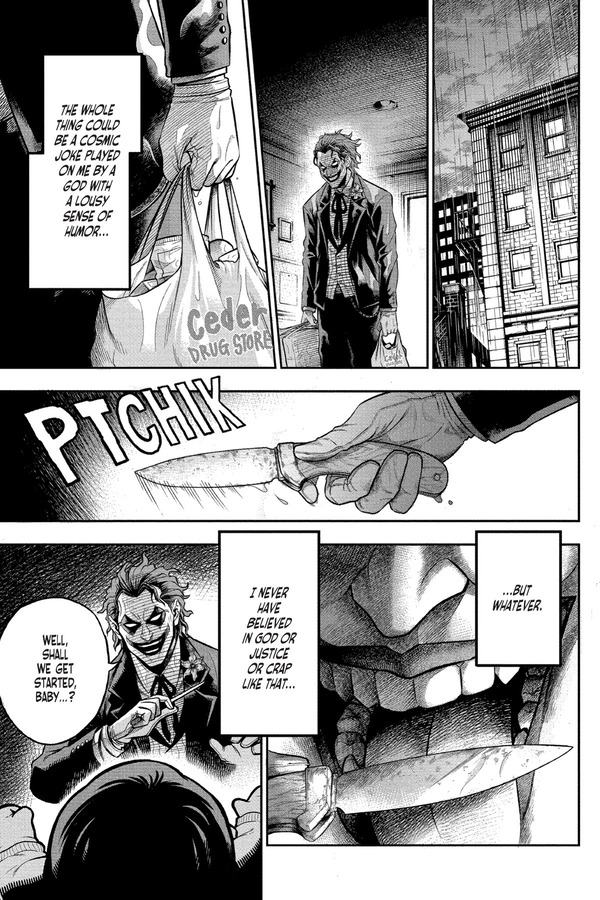 Ceder
THE WHOLE
THING COULD
BE A COSMIC
JOKE PLAYED
ON ME BY A
GOD WITH
A LOUSY
SENSE OF
HUMOR...
Ceder
DRUG STORE
PTCHIK
...BUT
WHATEVER.
I NEVER
HAVE
BELIEVED
IN GOD OR
JUSTICE
OR CRAP
LIKE THAT...
WELL,
SHALL
WE GET
STARTED,
BABY...?